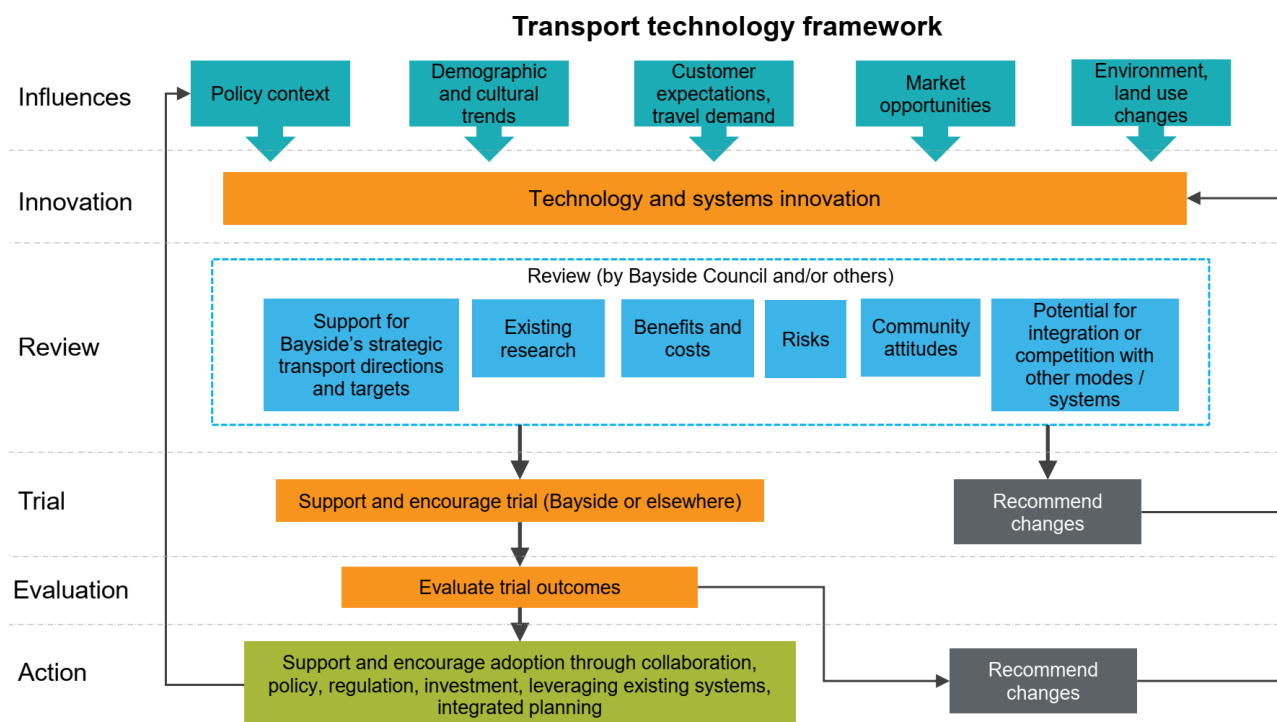 Transport technology framework
Influences
Policy context
Demographic
and cultural
trends
Customer
expectations,
travel demand
Market
opportunities
Environment,
land use
changes
Innovation
Technology and systems innovation
Review
Review (by Bayside Council and/or others)
Support for
Bayside's strategic
transport directions
and targets
Existing
research
Benefits and
costs
Risks
Community
attitudes
Potential for
integration or
competition with
other modes /
systems
Trial
Support and encourage trial (Bayside or elsewhere)
Recommend
changes
Evaluation
Evaluate trial outcomes
Action
Support and encourage adoption through collaboration,
policy, regulation, investment, leveraging existing systems,
integrated planning
Recommend
changes